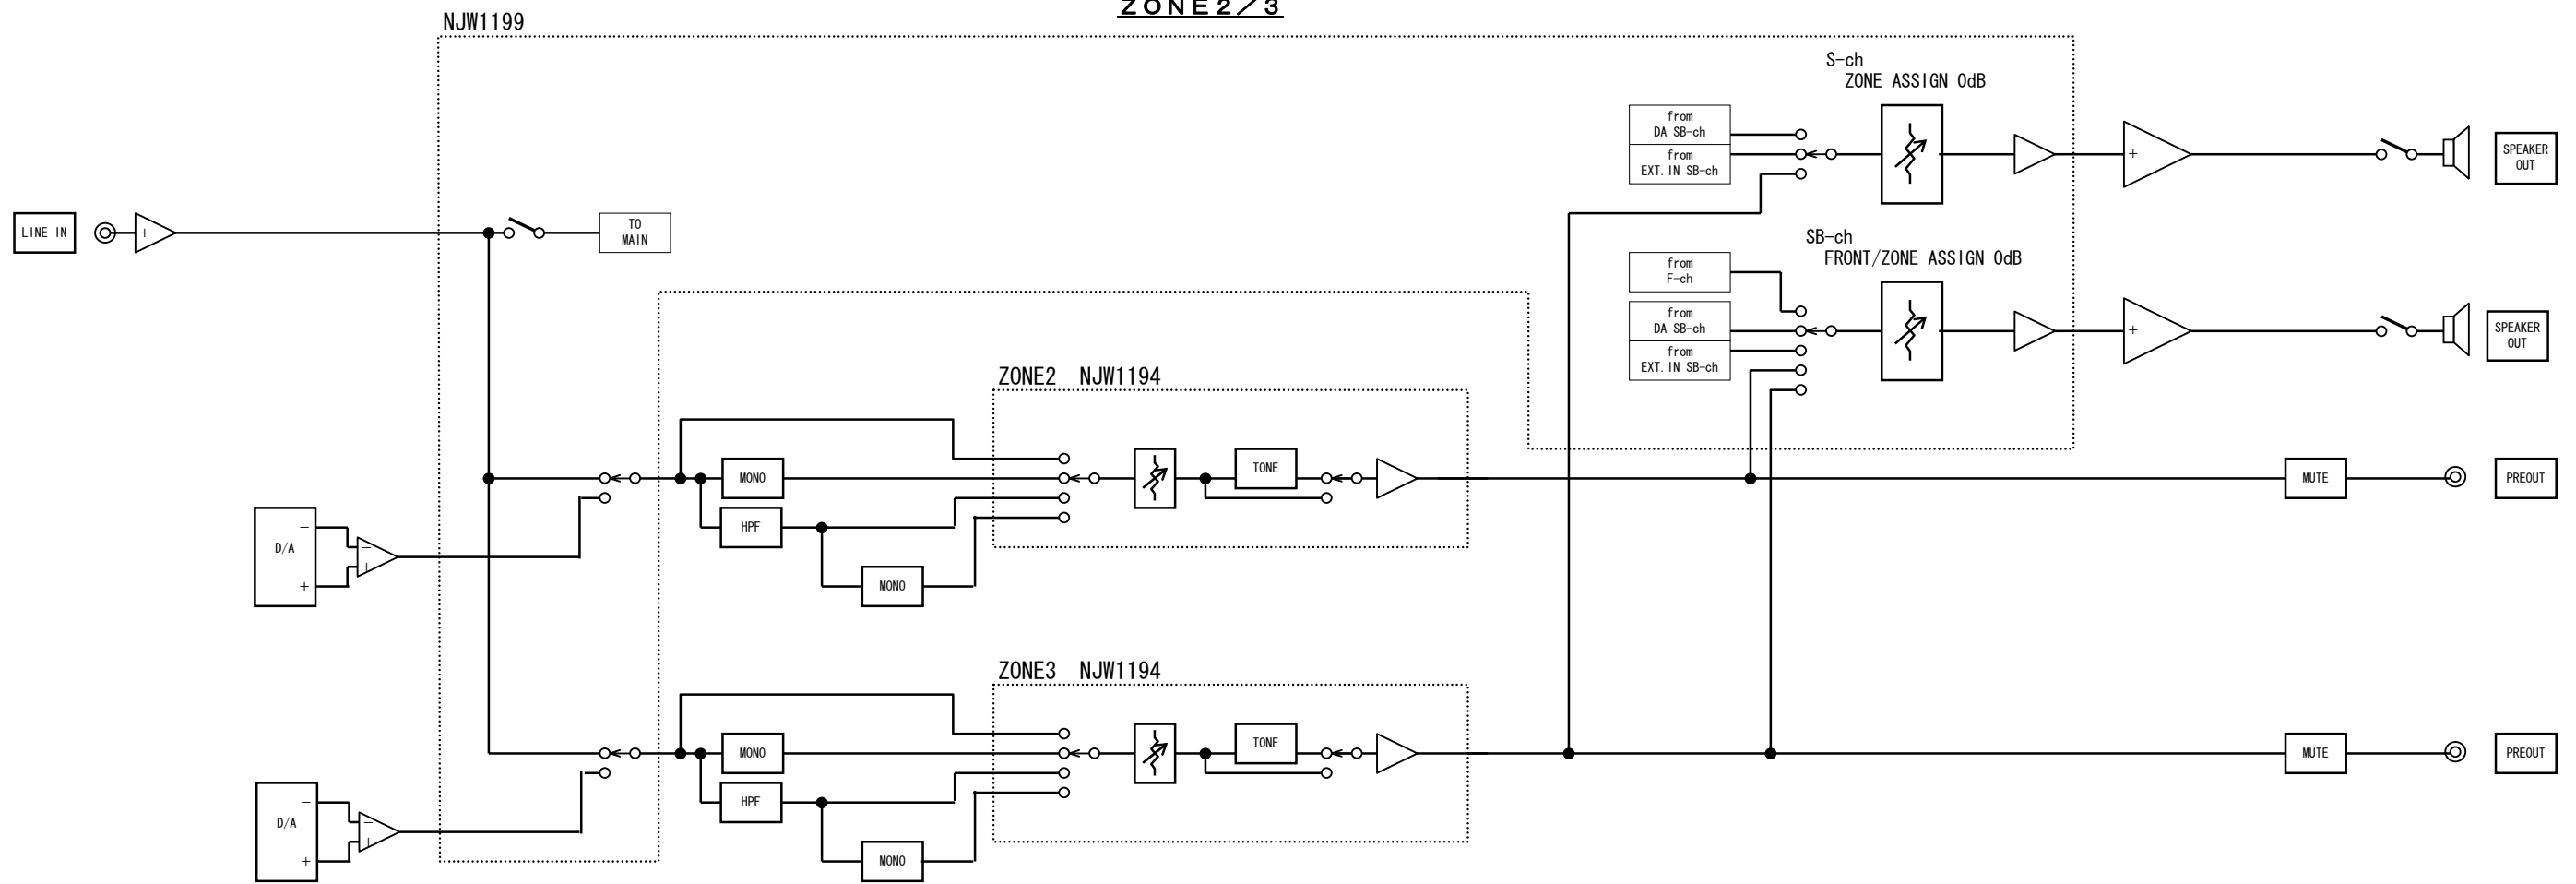 ZONE2/3
NJW1199
S-ch
ZONE ASSIGN 0dB
from
DA SB-ch
from
EXT.IN SB-ch
SPEAKER
OUT
LINE IN
+
TO
MAIN
+
SB-ch
FRONT/ZONE ASSIGN 0dB
from
F-ch
from
DA SB-ch
from
EXT.IN SB-ch
+
SPEAKER
OUT
ZONE2 NJW1194
MONO
TONE
MUTE
PREOUT
HPF
D/A
−
+
−
+
MONO
ZONE3 NJW1194
MONO
TONE
MUTE
PREOUT
HPF
D/A
−
+
−
+
MONO